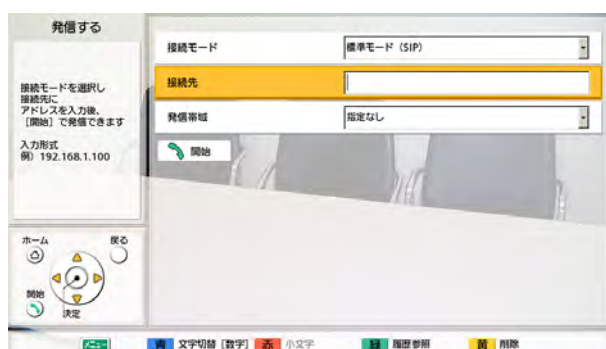 発信する
接続モードを選択し
接続先に
アドレスを入力後、
［開始］で発信できます
入力形式
例）192.168.1.100
接続モード
標準モード（SIP）
接続先
発信帯域
指定なし
開始
ホーム
戻る
開始
決定
メニュー
青 文字切替［数字］ 赤 小文字 緑 履歴参照 黄 削除